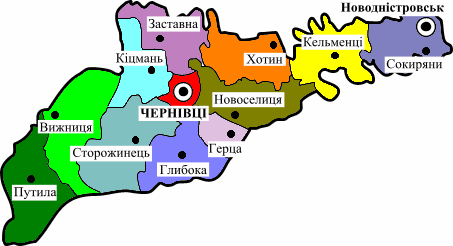 Новодністровськ
Заставна
Кельменці
Хотин
Кіцмань
Сокиряни
Новоселиця
ЧЕРНІВЦІ
Вижниця
Сторожинець
Герца
Глибока
Путила